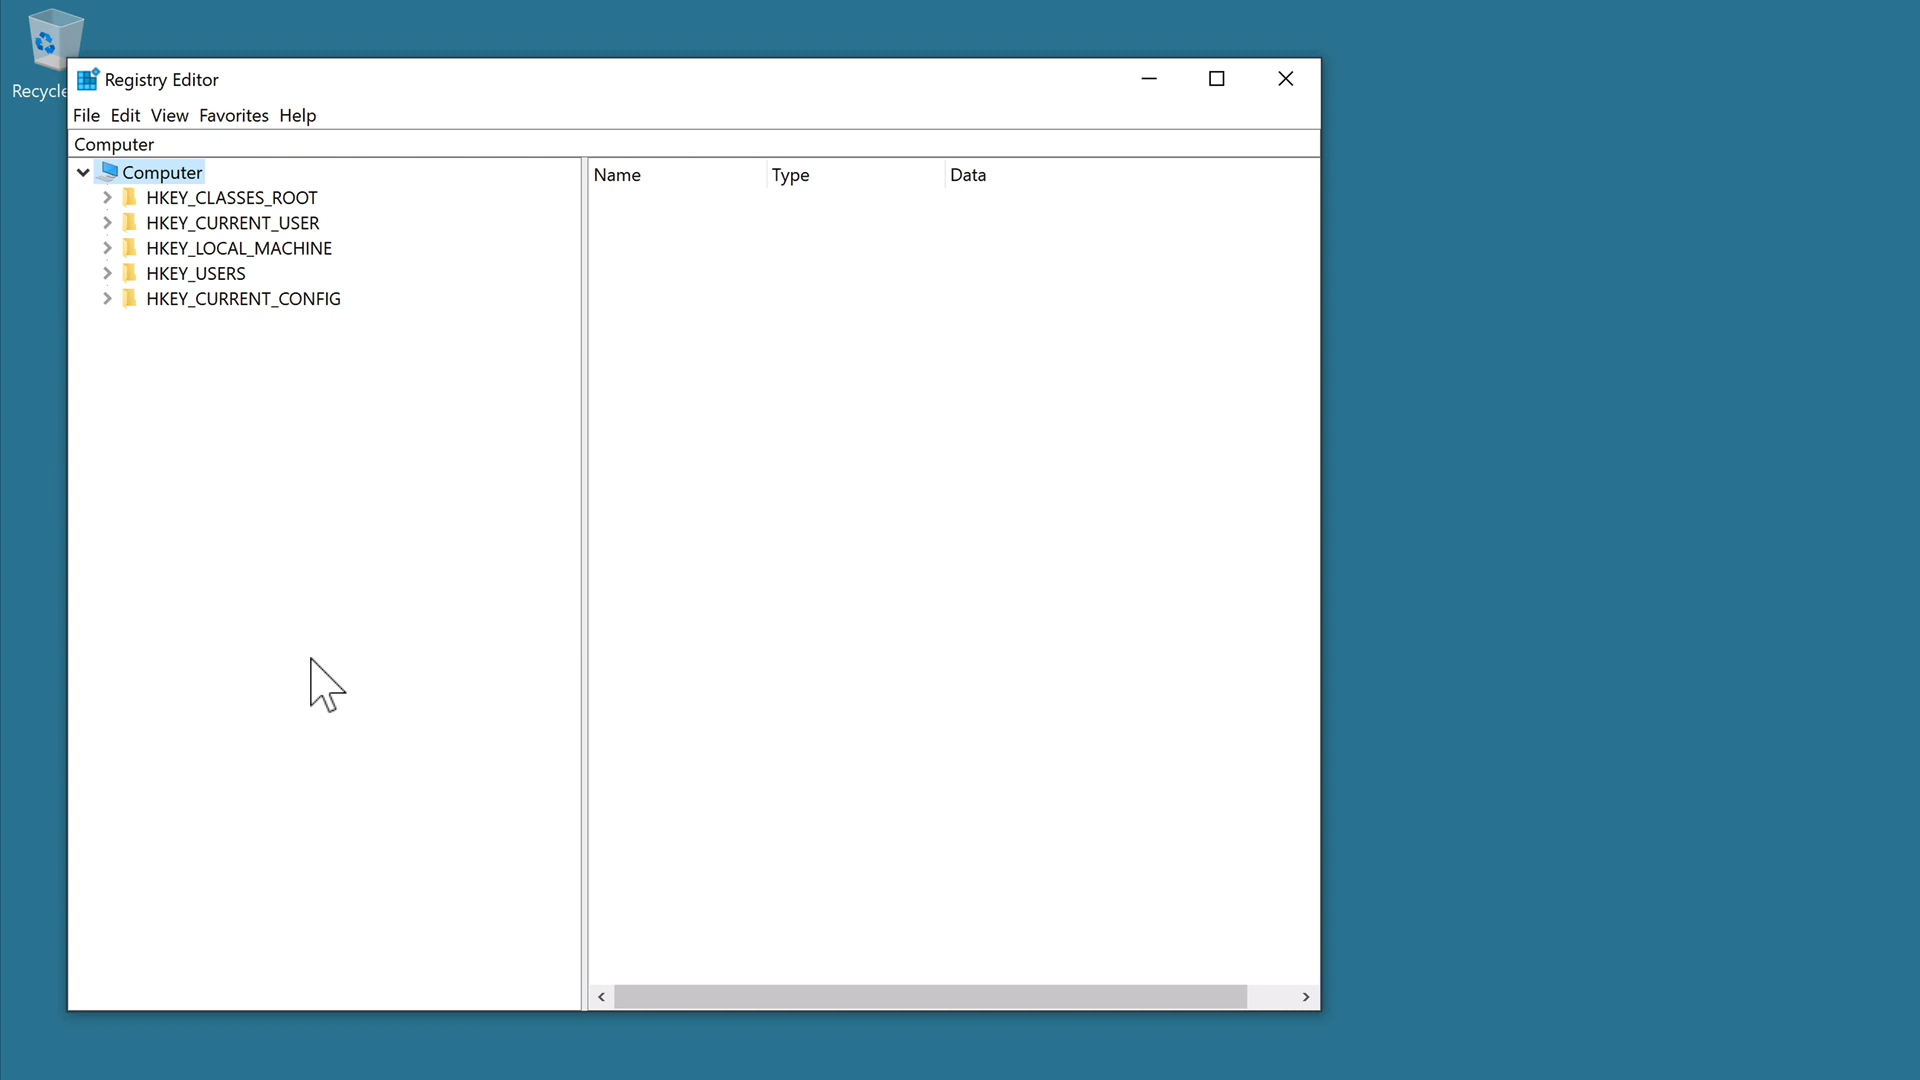 Recycle
Registry Editor
File Edit View Favorites Help
Computer
Computer
HKEY_CLASSES_ROOT
HKEY_CURRENT_USER
HKEY_LOCAL_MACHINE
HKEY_USERS
HKEY_CURRENT_CONFIG
Name Type Data